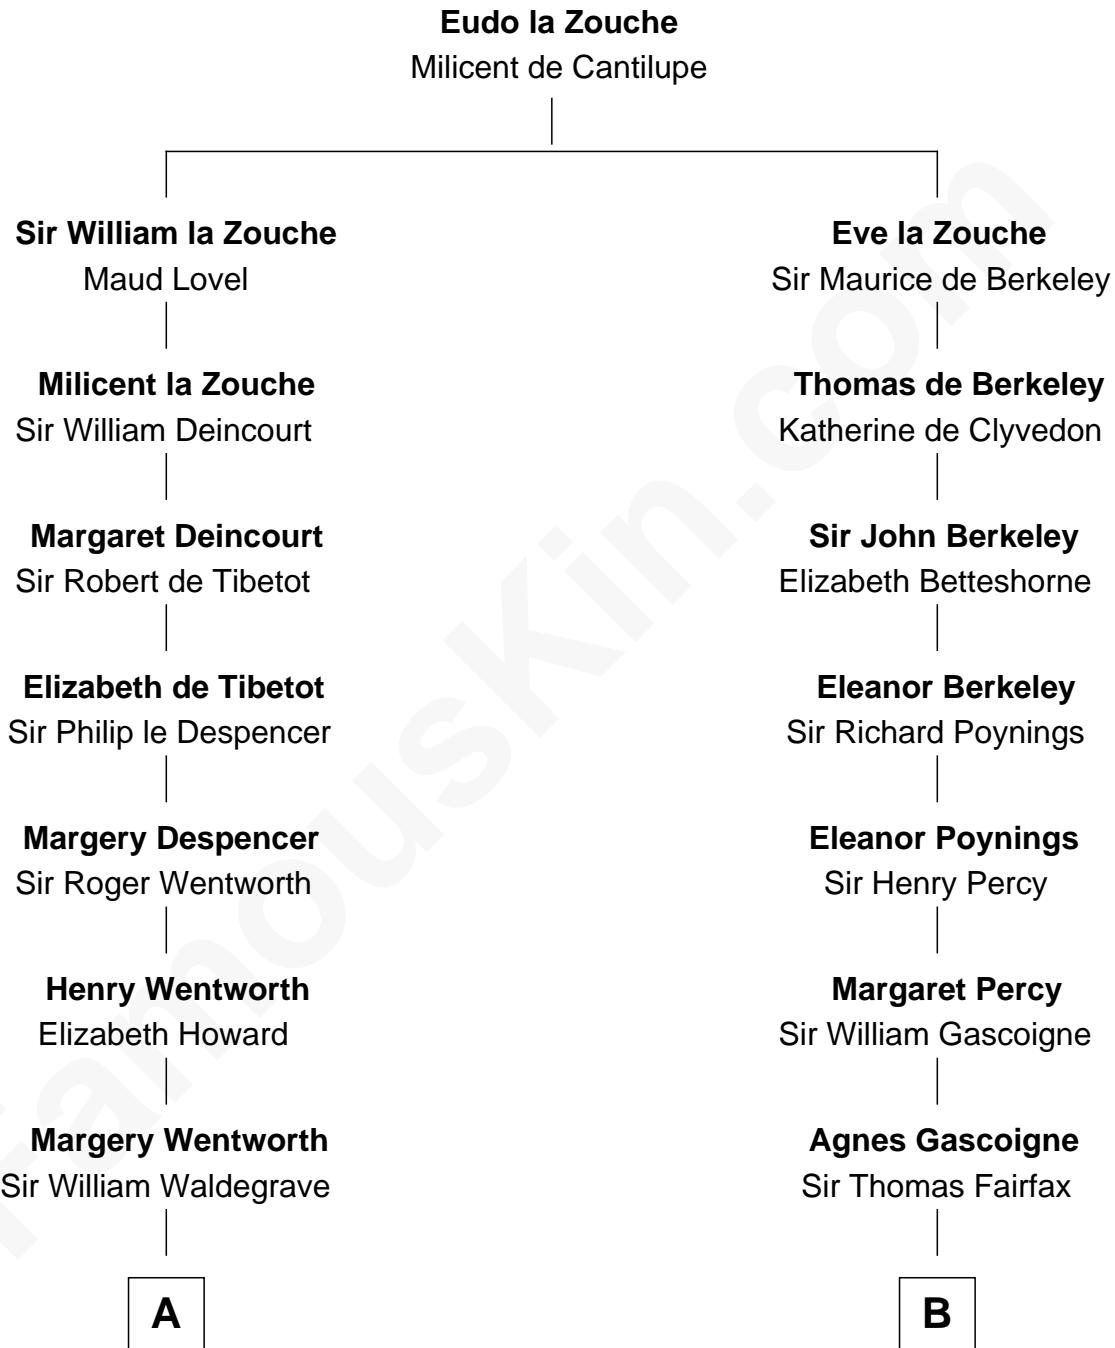 Eudo la Zouche
Milicent de Cantilupe
Sir William la Zouche
Maud Lovel
Eve la Zouche
Sir Maurice de Berkeley
Milicent la Zouche
Sir William Deincourt
Thomas de Berkeley
Katherine de Clyvedon
Margaret Deincourt
Sir Robert de Tibetot
Sir John Berkeley
Elizabeth Betteshorne
Elizabeth de Tibetot
Sir Philip le Despencer
Eleanor Berkeley
Sir Richard Poynings
Margery Despencer
Sir Roger Wentworth
Eleanor Poynings
Sir Henry Percy
Henry Wentworth
Elizabeth Howard
Margaret Percy
Sir William Gascoigne
Margery Wentworth
Sir William Waldegrave
Agnes Gascoigne
Sir Thomas Fairfax
A
B
FamousKin.com